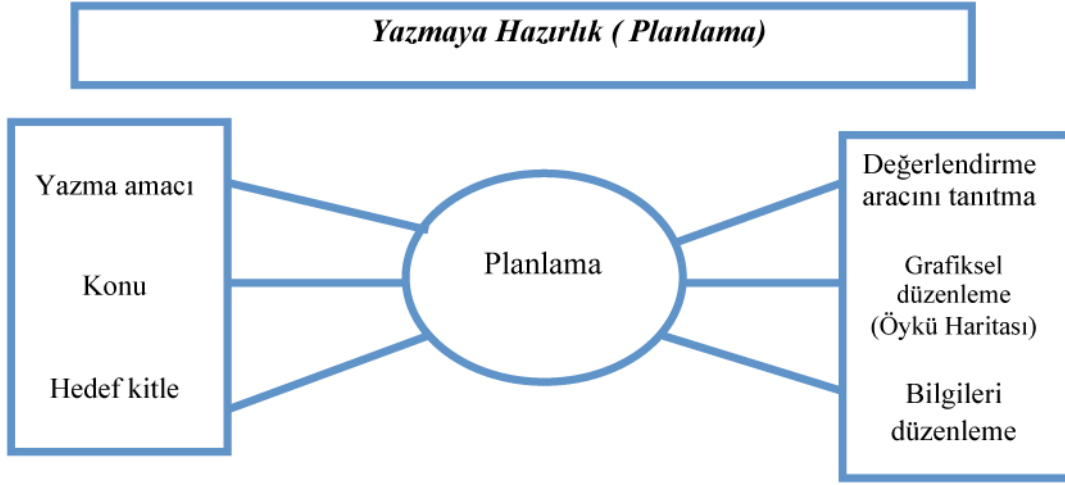 Yazmaya Hazırlık ( Planlama)
Yazma amacı
Konu
Hedef kitle
Planlama
Değerlendirme
aracını tanıtma
Grafiksel
düzenleme
(Öykü Haritası)
Bilgileri
düzenleme